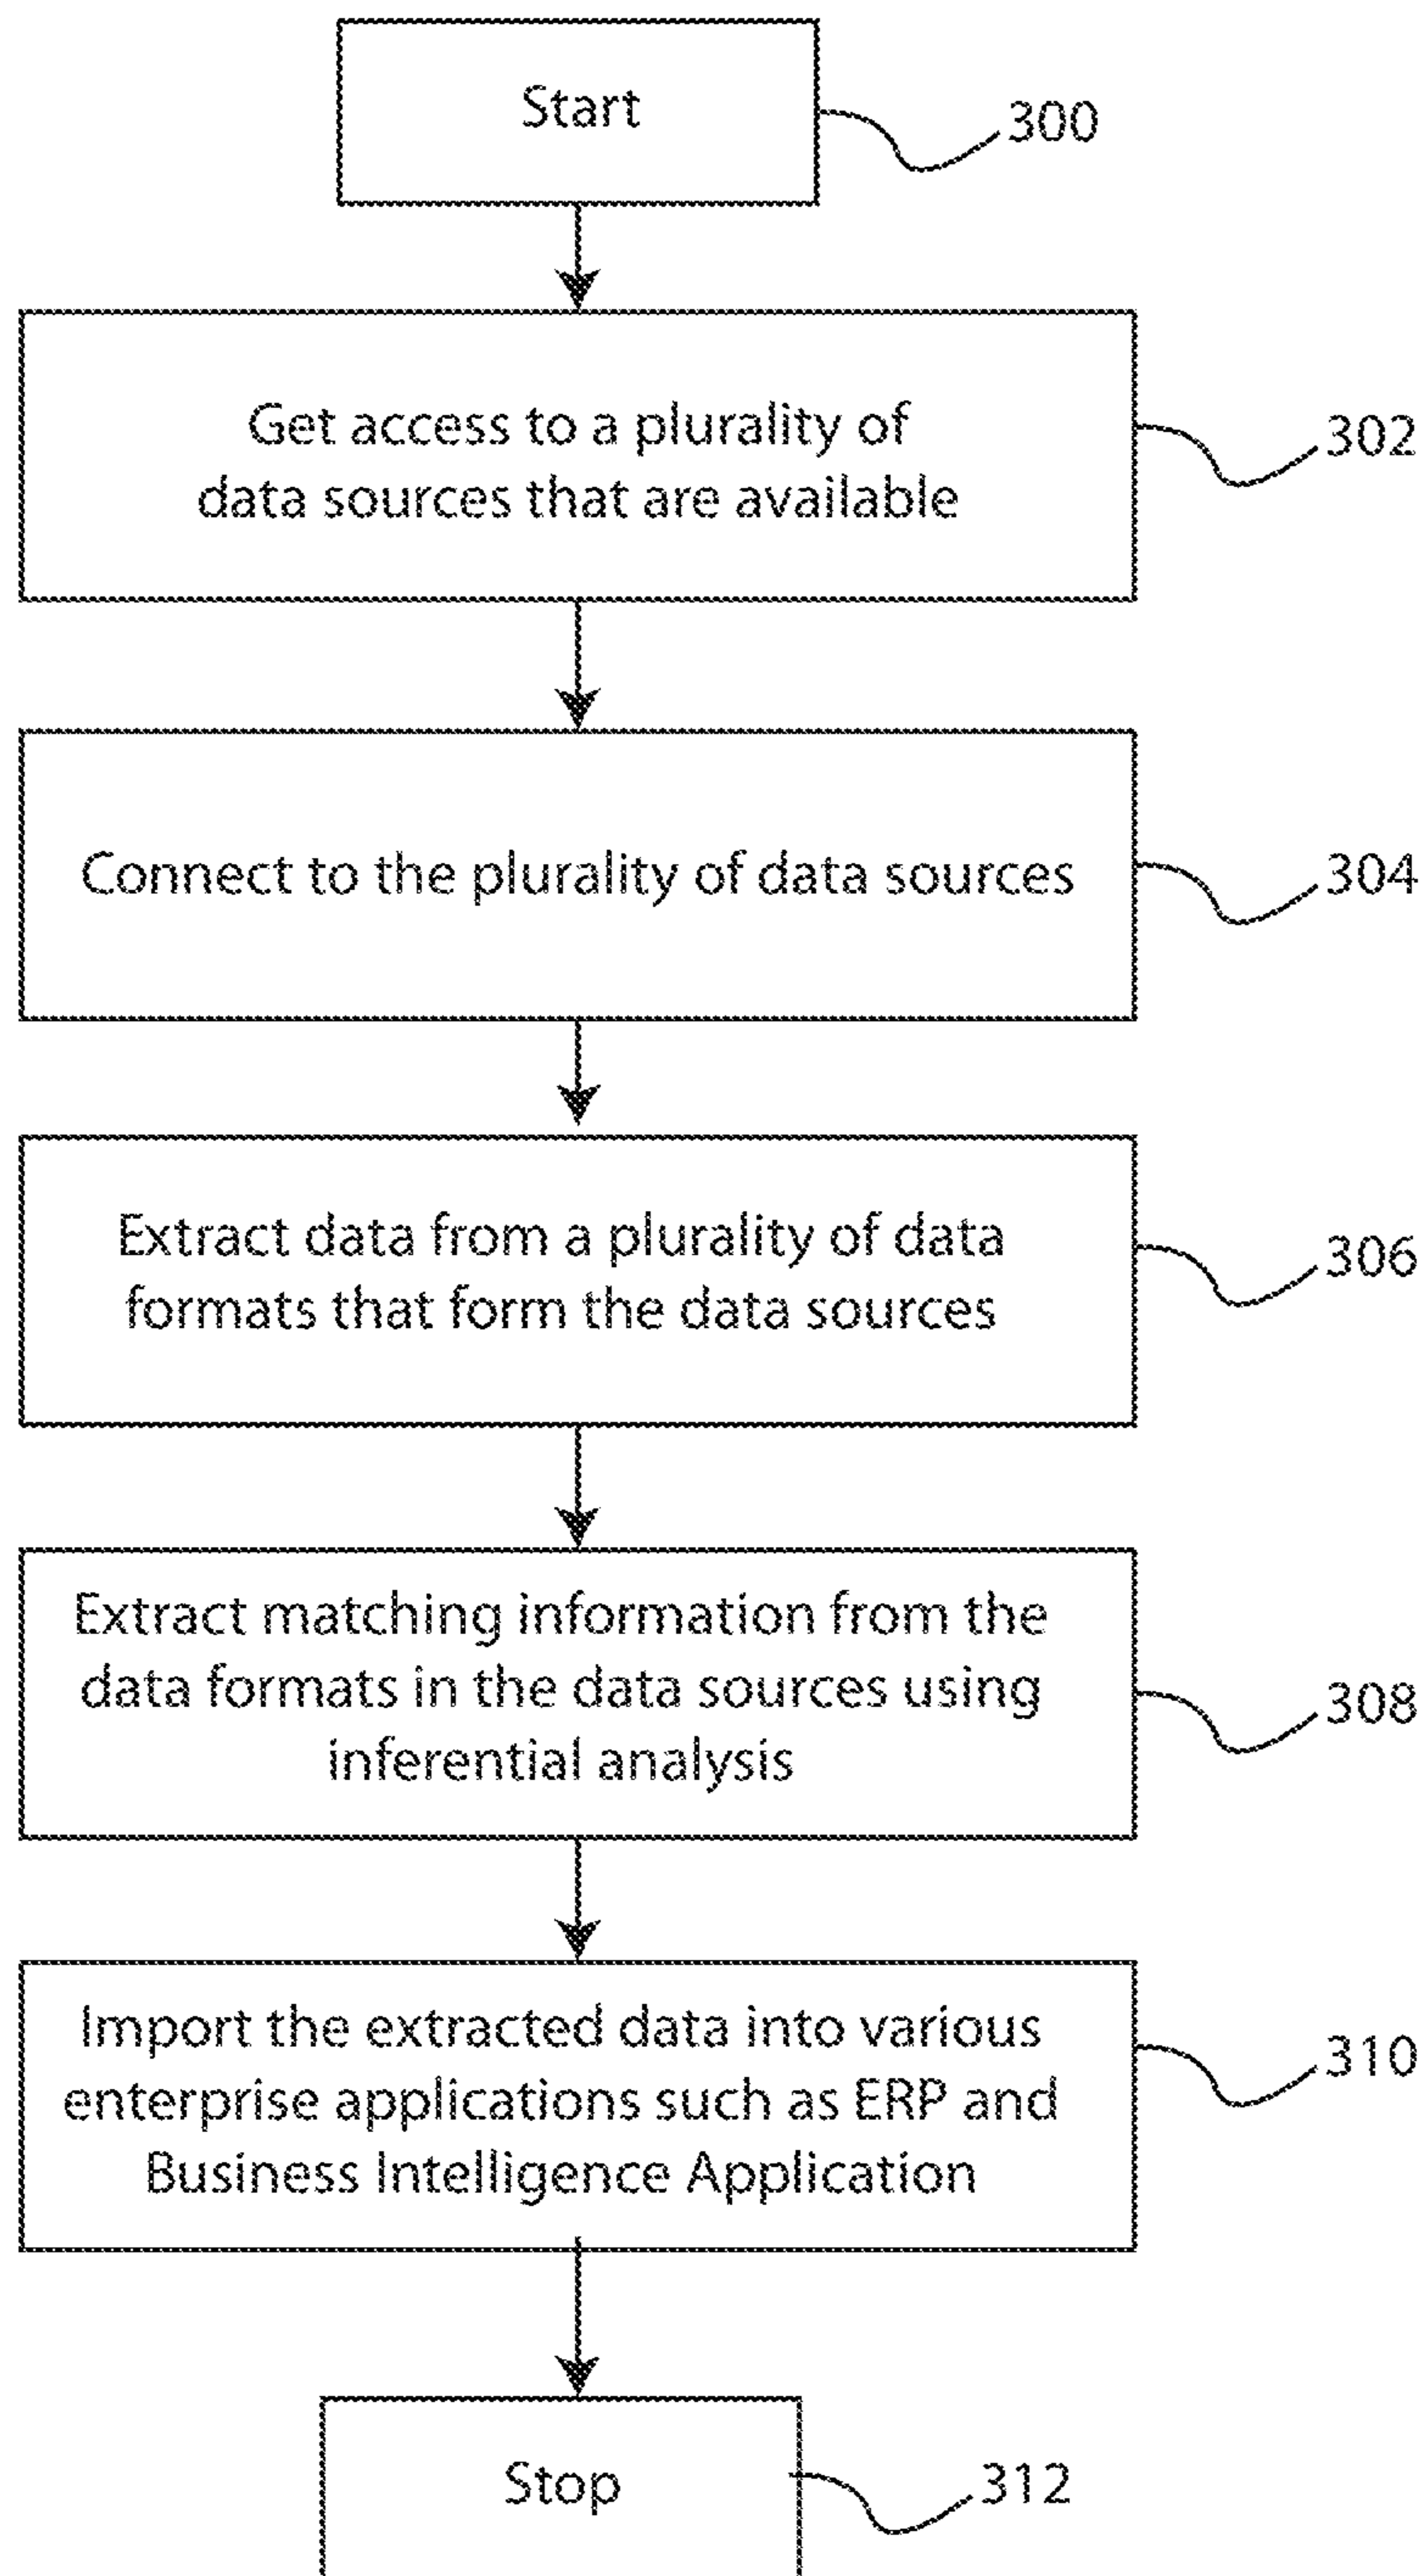 Start
300
Get access to a plurality of
data sources that are available
302
Connect to the plurality of data sources
304
Extract data from a plurality of data
formats that form the data sources
306
Extract matching information from the
data formats in the data sources using
inferential analysis
308
Import the extracted data into various
enterprise applications such as ERP and
Business Intelligence Application
310
Stop
312